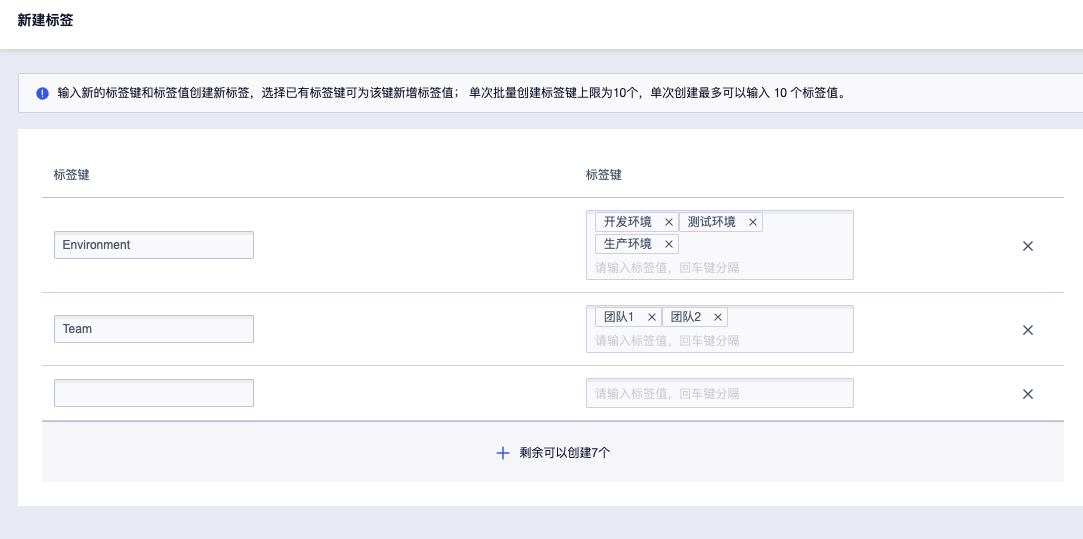 新建标签
输入新的标签键和标签值创建新标签，选择已有标签键可为该键新增标签值； 单次批量创建标签键上限为10个，单次创建最多可以输入 10 个标签值。
标签键 标签键
Environment
开发环境 × 测试环境 ×
生产环境 ×
请输入标签值，回车键分隔
Team
团队1 × 团队2 ×
请输入标签值，回车键分隔
请输入标签值，回车键分隔
剩余可以创建7个